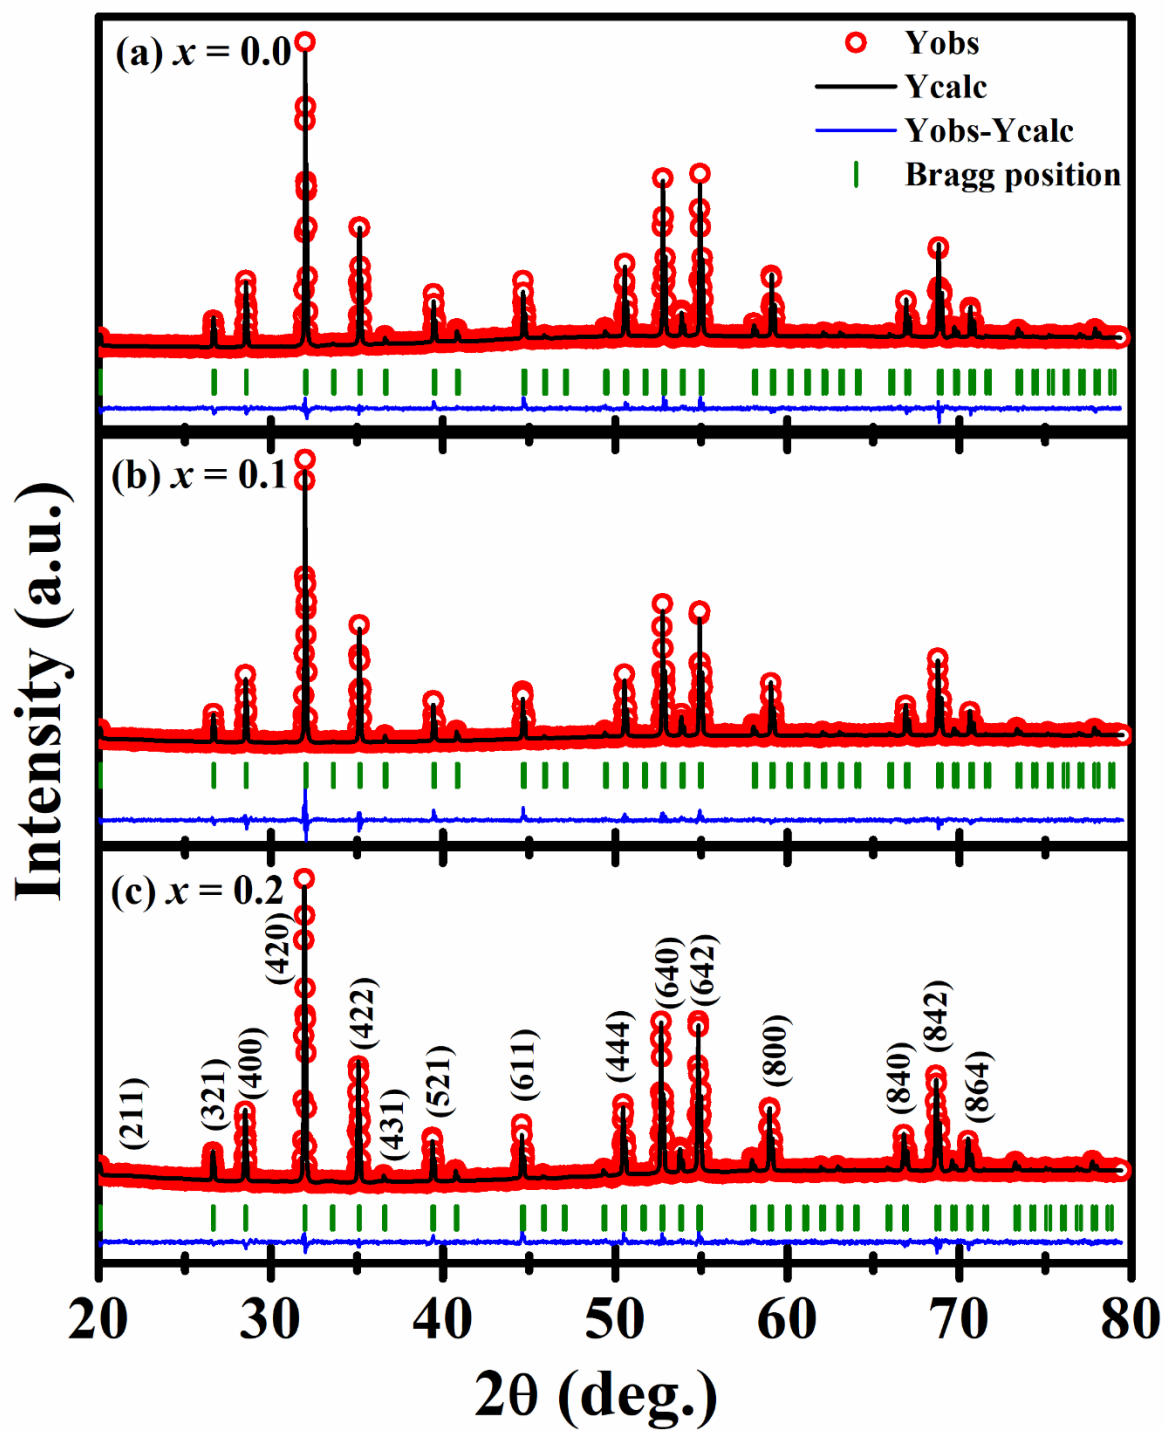 (a) x = 0.0
Yobs
Ycalc
Yobs-Ycalc
Bragg position
(b) x = 0.1
(c) x = 0.2
(211)
(321)
(400)
(420)
(422)
(431)
(521)
(611)
(444)
(640)
(642)
(800)
(840)
(842)
(864)
Intensity (a.u.)
20 30 40 50 60 70 80
2θ (deg.)